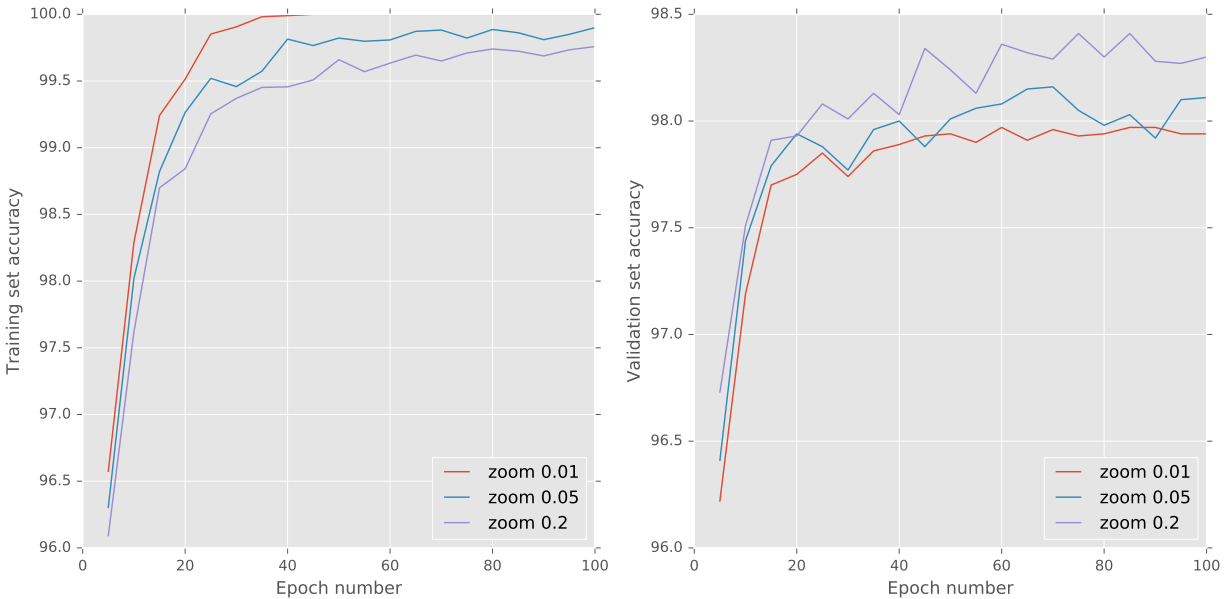 100.0
99.5
99.0
98.5
98.0
97.5
97.0
96.5
96.0
0
20
40
60
80
100
Training set accuracy
Epoch number
zoom 0.01
zoom 0.05
zoom 0.2
98.5
98.0
97.5
97.0
96.5
96.0
0
20
40
60
80
100
Validation set accuracy
Epoch number
zoom 0.01
zoom 0.05
zoom 0.2